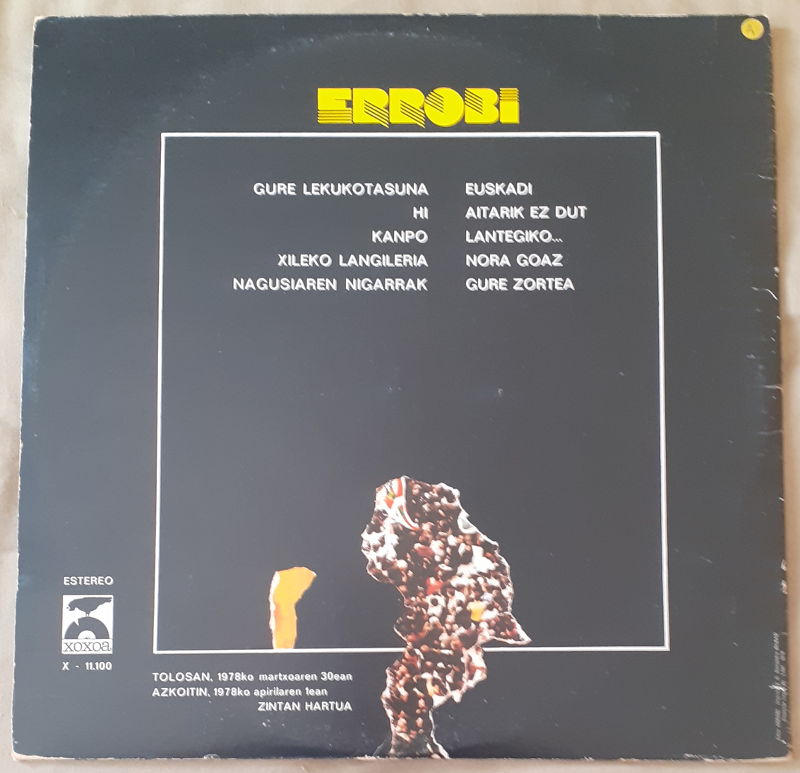 A
ERROBI
GURE LEKUKOTASUNA
HI
KANPO
XILEKO LANGILERIA
NAGUSIAREN NIGARRAK
EUSKADI
AITARIK EZ DUT
LANTEGIKO...
NORA GOAZ
GURE ZORTEA
ESTEREO
xoxoa
X - 11.100
TOLOSAN, 1978ko martxoaren 30ean
AZKOITIN, 1978ko apirilaren 1ean
ZINTAN HARTUA